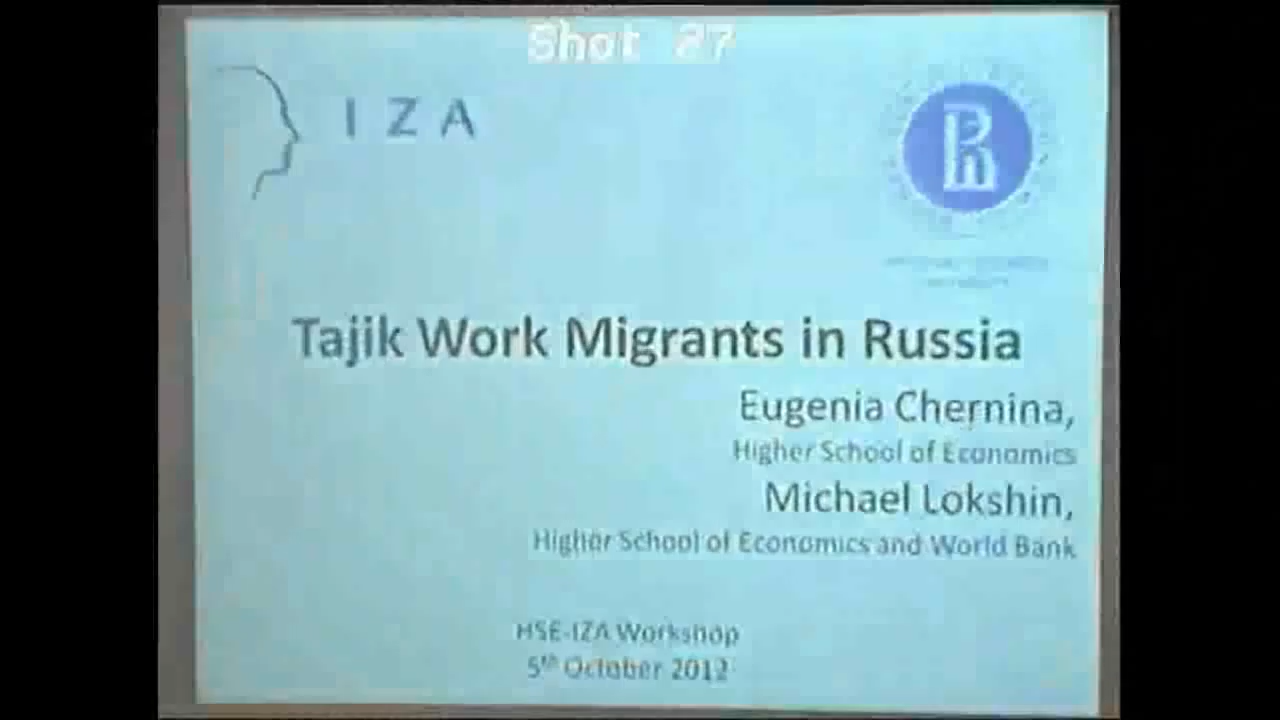 Shot 27
I Z A
Tajik Work Migrants in Russia
Eugenia Chernina,
Higher School of Economics
Michael Lokshin,
Higher School of Economics and World Bank
HSE-IZA Workshop
5th October 2012